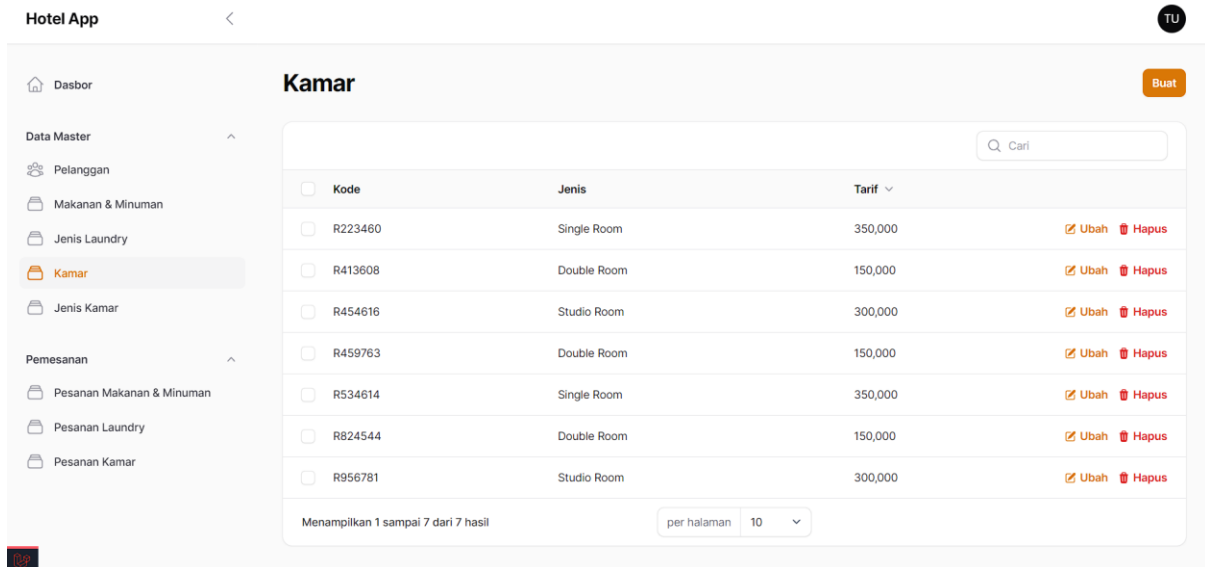 Hotel App
TU
Dasbor
Data Master
Pelanggan
Makanan & Minuman
Jenis Laundry
Kamar
Jenis Kamar
Pemesanan
Pesanan Makanan & Minuman
Pesanan Laundry
Pesanan Kamar
Kamar
Buat
Cari
Kode Jenis Tarif
R223460 Single Room 350,000 Ubah Hapus
R413608 Double Room 150,000 Ubah Hapus
R454616 Studio Room 300,000 Ubah Hapus
R459763 Double Room 150,000 Ubah Hapus
R534614 Single Room 350,000 Ubah Hapus
R824544 Double Room 150,000 Ubah Hapus
R956781 Studio Room 300,000 Ubah Hapus
Menampilkan 1 sampai 7 dari 7 hasil per halaman 10